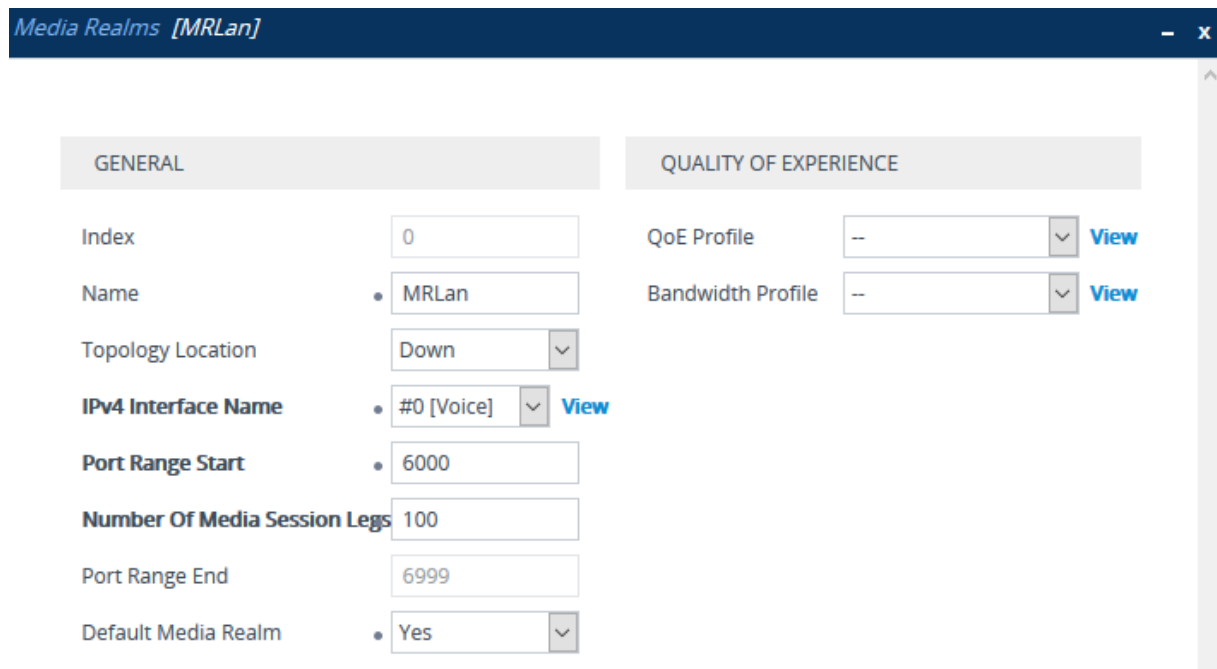 Media Realms [MRLan]
– x
GENERAL
Index 0
Name MRLan
Topology Location Down
IPv4 Interface Name #0 [Voice] View
Port Range Start 6000
Number Of Media Session Legs 100
Port Range End 6999
Default Media Realm Yes
QUALITY OF EXPERIENCE
QoE Profile -- View
Bandwidth Profile -- View